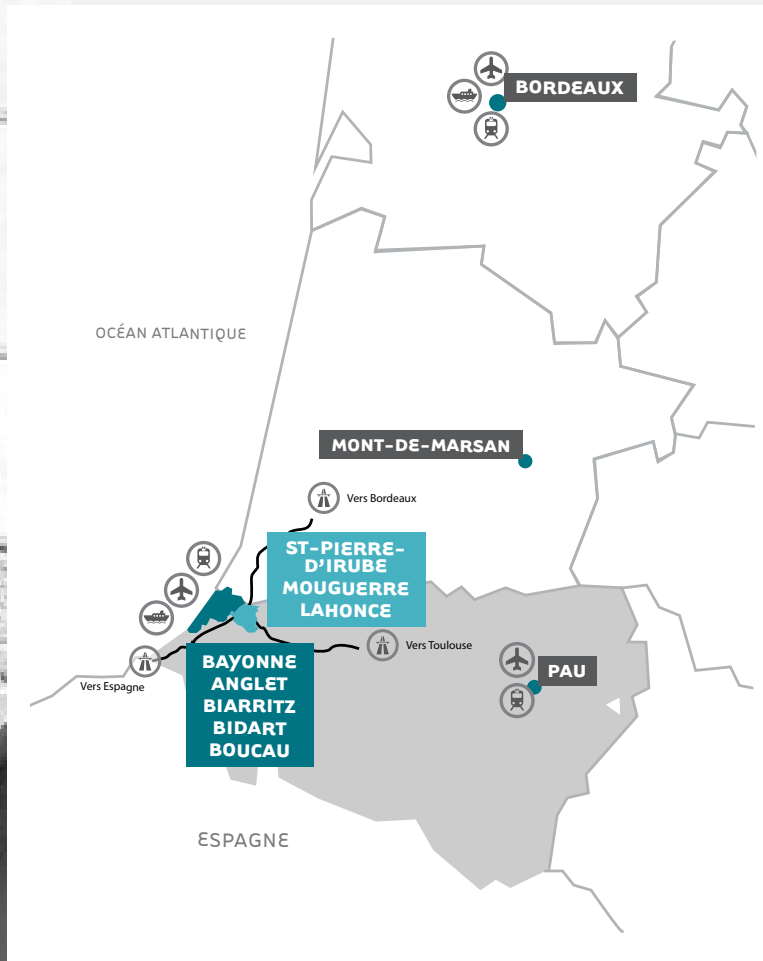 BORDEAUX
OCÉAN ATLANTIQUE
MONT-DE-MARSAN
Vers Bordeaux
ST-PIERRE-
D'IRUBE
MOUGUERRE
LAHONCE
Vers Toulouse
Vers Espagne
BAYONNE
ANGLET
BIARRITZ
BIDART
BOUCAU
PAU
ESPAGNE